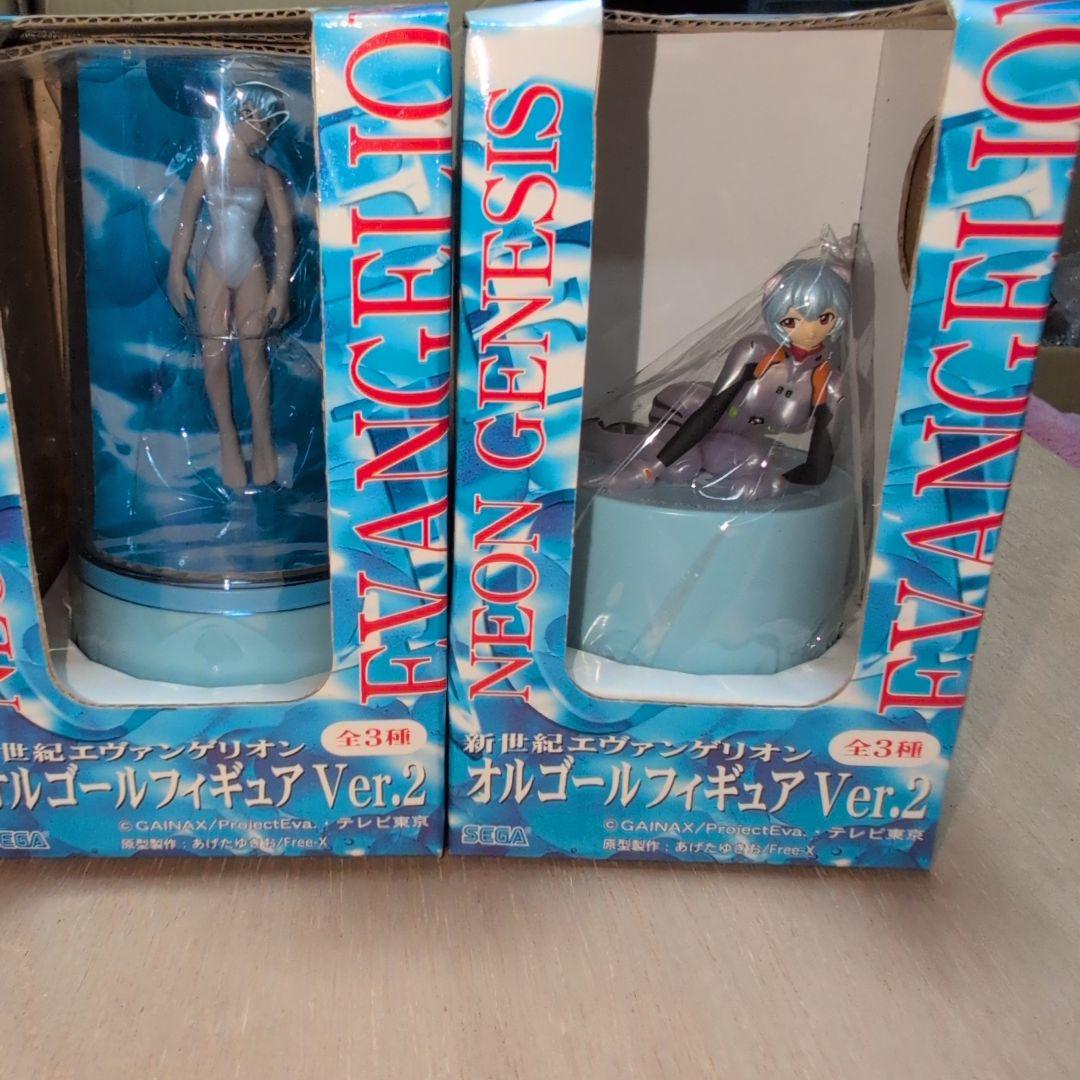 EVANGELIO
世紀エヴァンゲリオン
全3種
オルゴールフィギュア Ver.2
©GAINAX/ProjectEva.・テレビ東京
SEGA
原型製作：あげたゆきお/Free-X
NEON GENESIS
EVANGELION
新世紀エヴァンゲリオン
全3種
オルゴールフィギュア Ver.2
©GAINAX/ProjectEva.・テレビ東京
SEGA
原型製作：あげたゆきお/Free-X